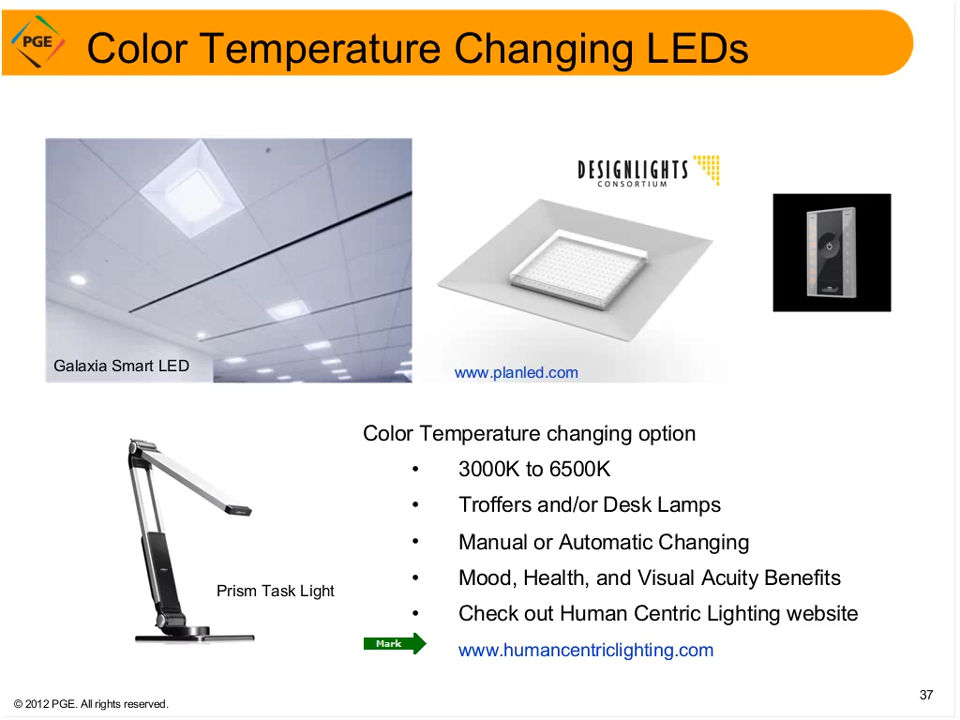 PGE
Color Temperature Changing LEDs
DESIGNLIGHTS
CONSORTIUM
Galaxia Smart LED
www.planled.com
Color Temperature changing option
• 3000K to 6500K
• Troffers and/or Desk Lamps
• Manual or Automatic Changing
• Mood, Health, and Visual Acuity Benefits
Prism Task Light
• Check out Human Centric Lighting website
Mark
www.humancentriclighting.com
© 2012 PGE. All rights reserved.
37